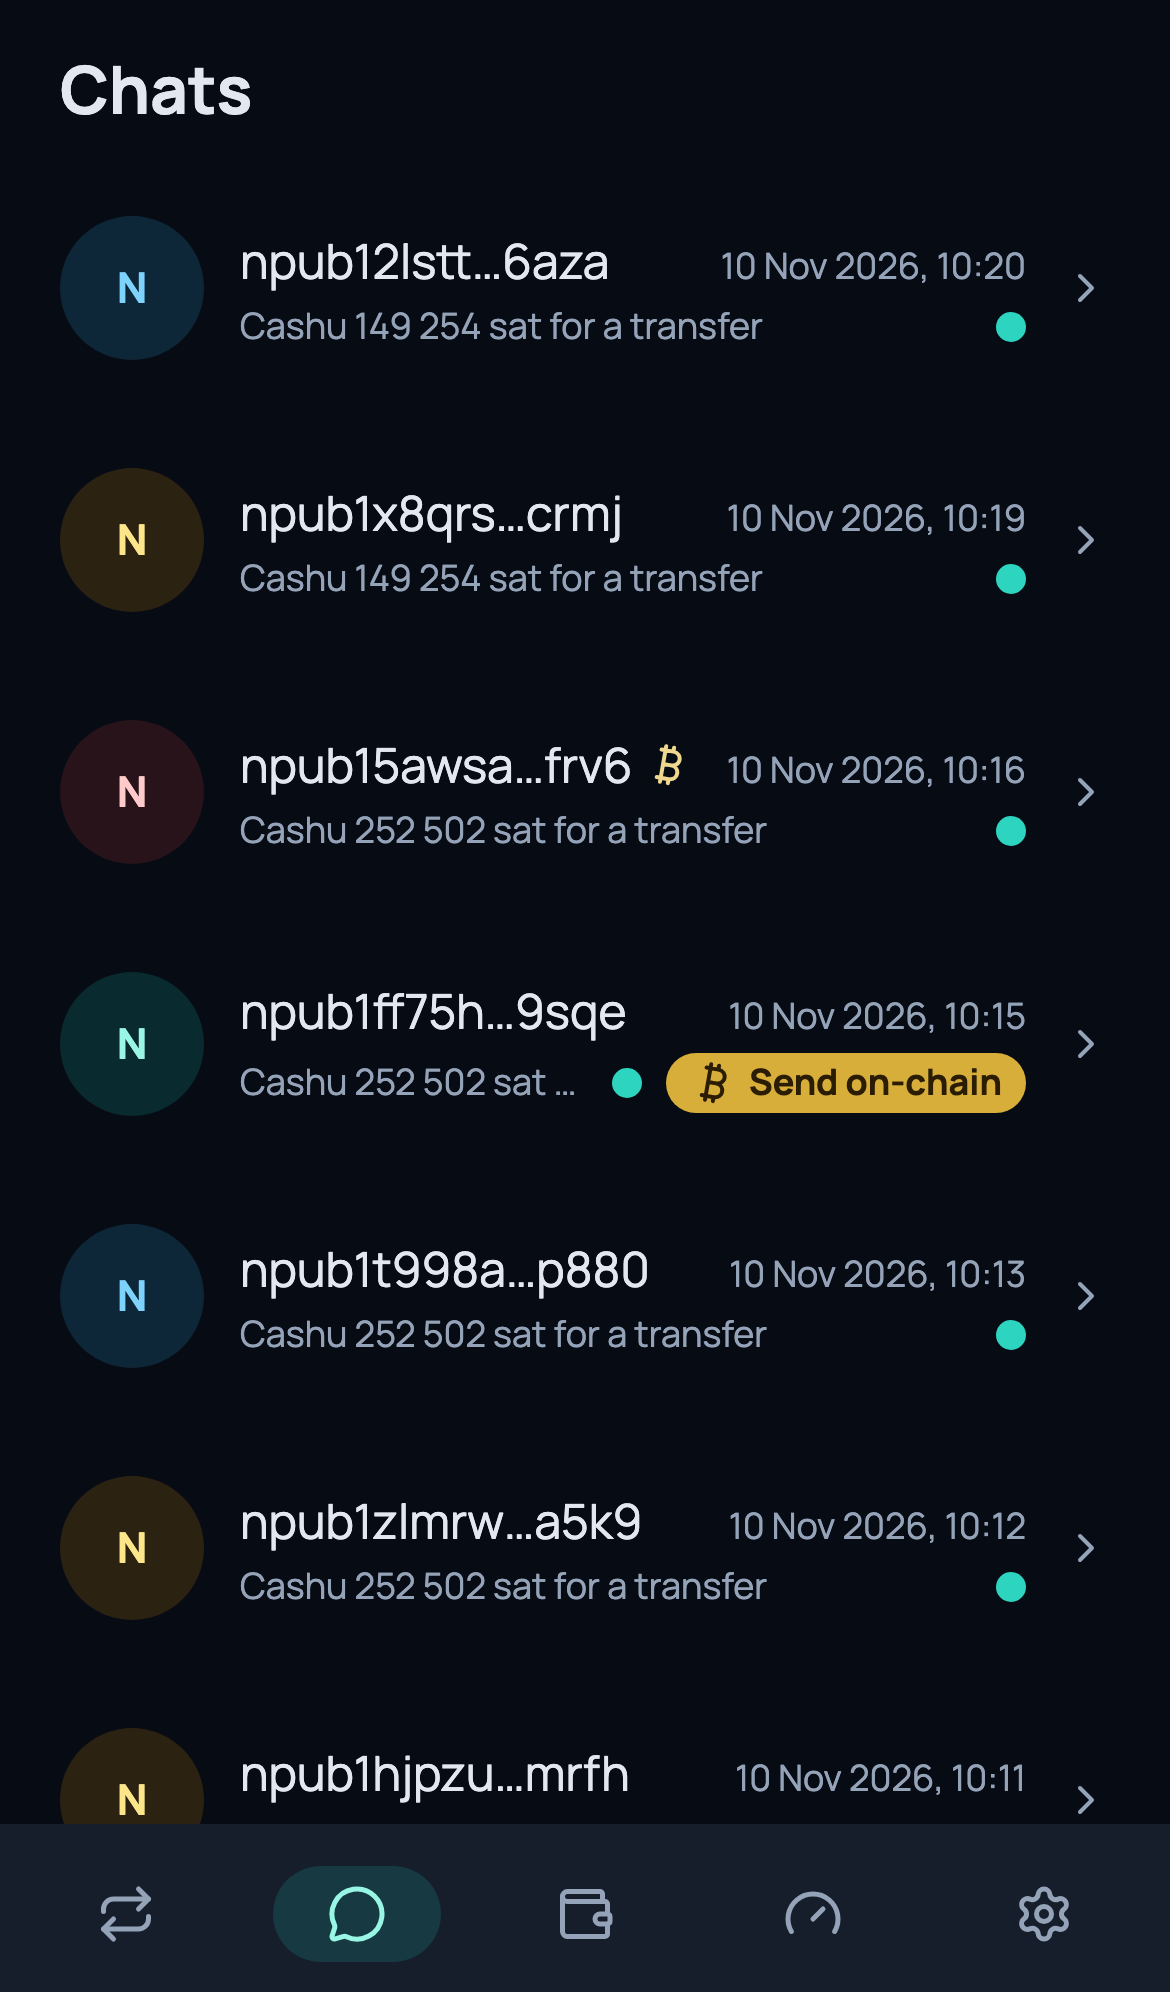 Chats
N
npub12lstt...6aza
10 Nov 2026, 10:20
Cashu 149 254 sat for a transfer
N
npub1x8qrs...crmj
10 Nov 2026, 10:19
Cashu 149 254 sat for a transfer
N
npub15awsa...frv6
10 Nov 2026, 10:16
Cashu 252 502 sat for a transfer
N
npub1ff75h...9sqe
10 Nov 2026, 10:15
Cashu 252 502 sat ...
Send on-chain
N
npub1t998a...p880
10 Nov 2026, 10:13
Cashu 252 502 sat for a transfer
N
npub1zlmrw...a5k9
10 Nov 2026, 10:12
Cashu 252 502 sat for a transfer
N
npub1hjpzu...mrfh
10 Nov 2026, 10:11